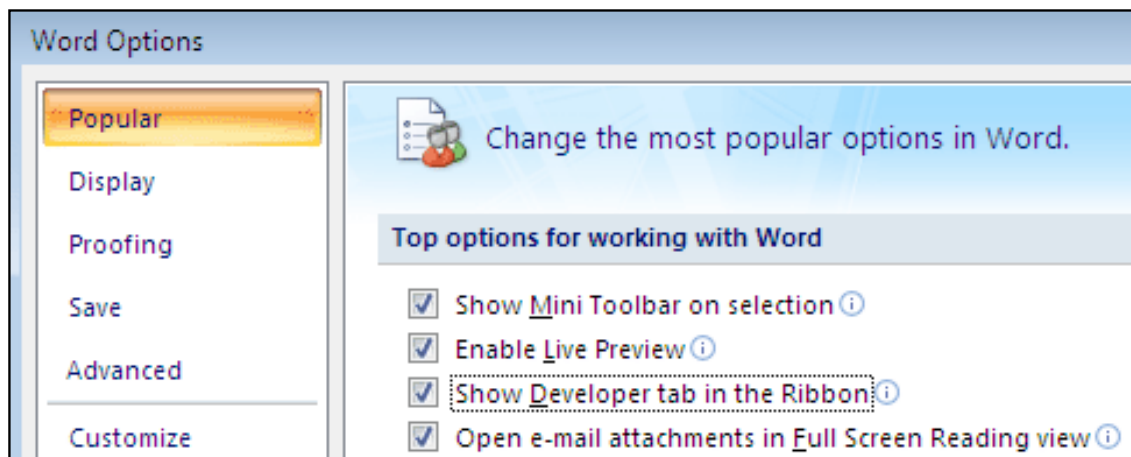 Word Options
Popular
Display
Proofing
Save
Advanced
Customize
Change the most popular options in Word.
Top options for working with Word
Show Mini Toolbar on selection
Enable Live Preview
Show Developer tab in the Ribbon
Open e-mail attachments in Full Screen Reading view